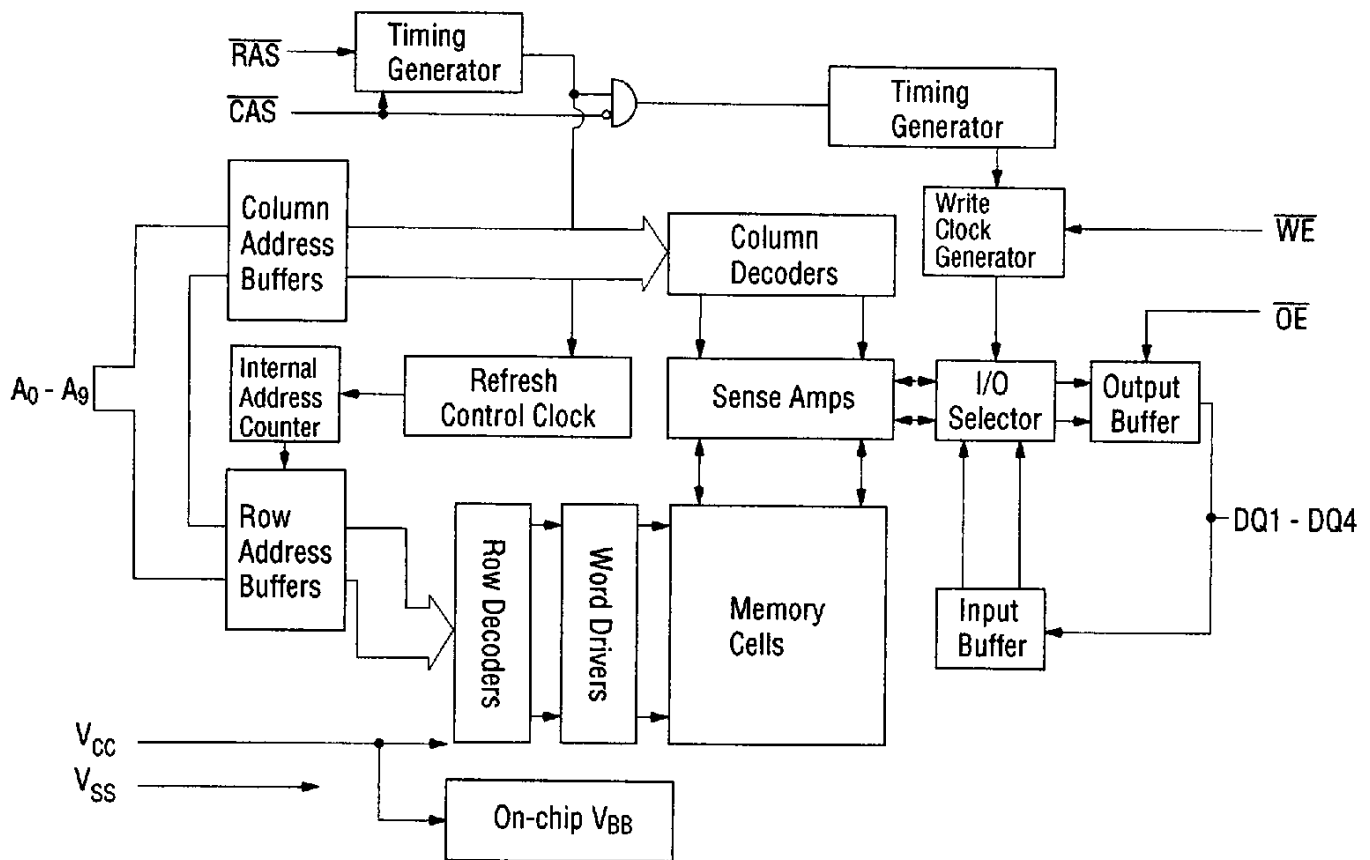 RAS
Timing
Generator
CAS
Timing
Generator
Column
Address
Buffers
Column
Decoders
Write
Clock
Generator
WE
OE
A0 - A9
Internal
Address
Counter
Refresh
Control Clock
Sense Amps
I/O
Selector
Output
Buffer
Row
Address
Buffers
Row Decoders
Word Drivers
Memory
Cells
DQ1 - DQ4
Input
Buffer
VCC
VSS
On-chip VBB